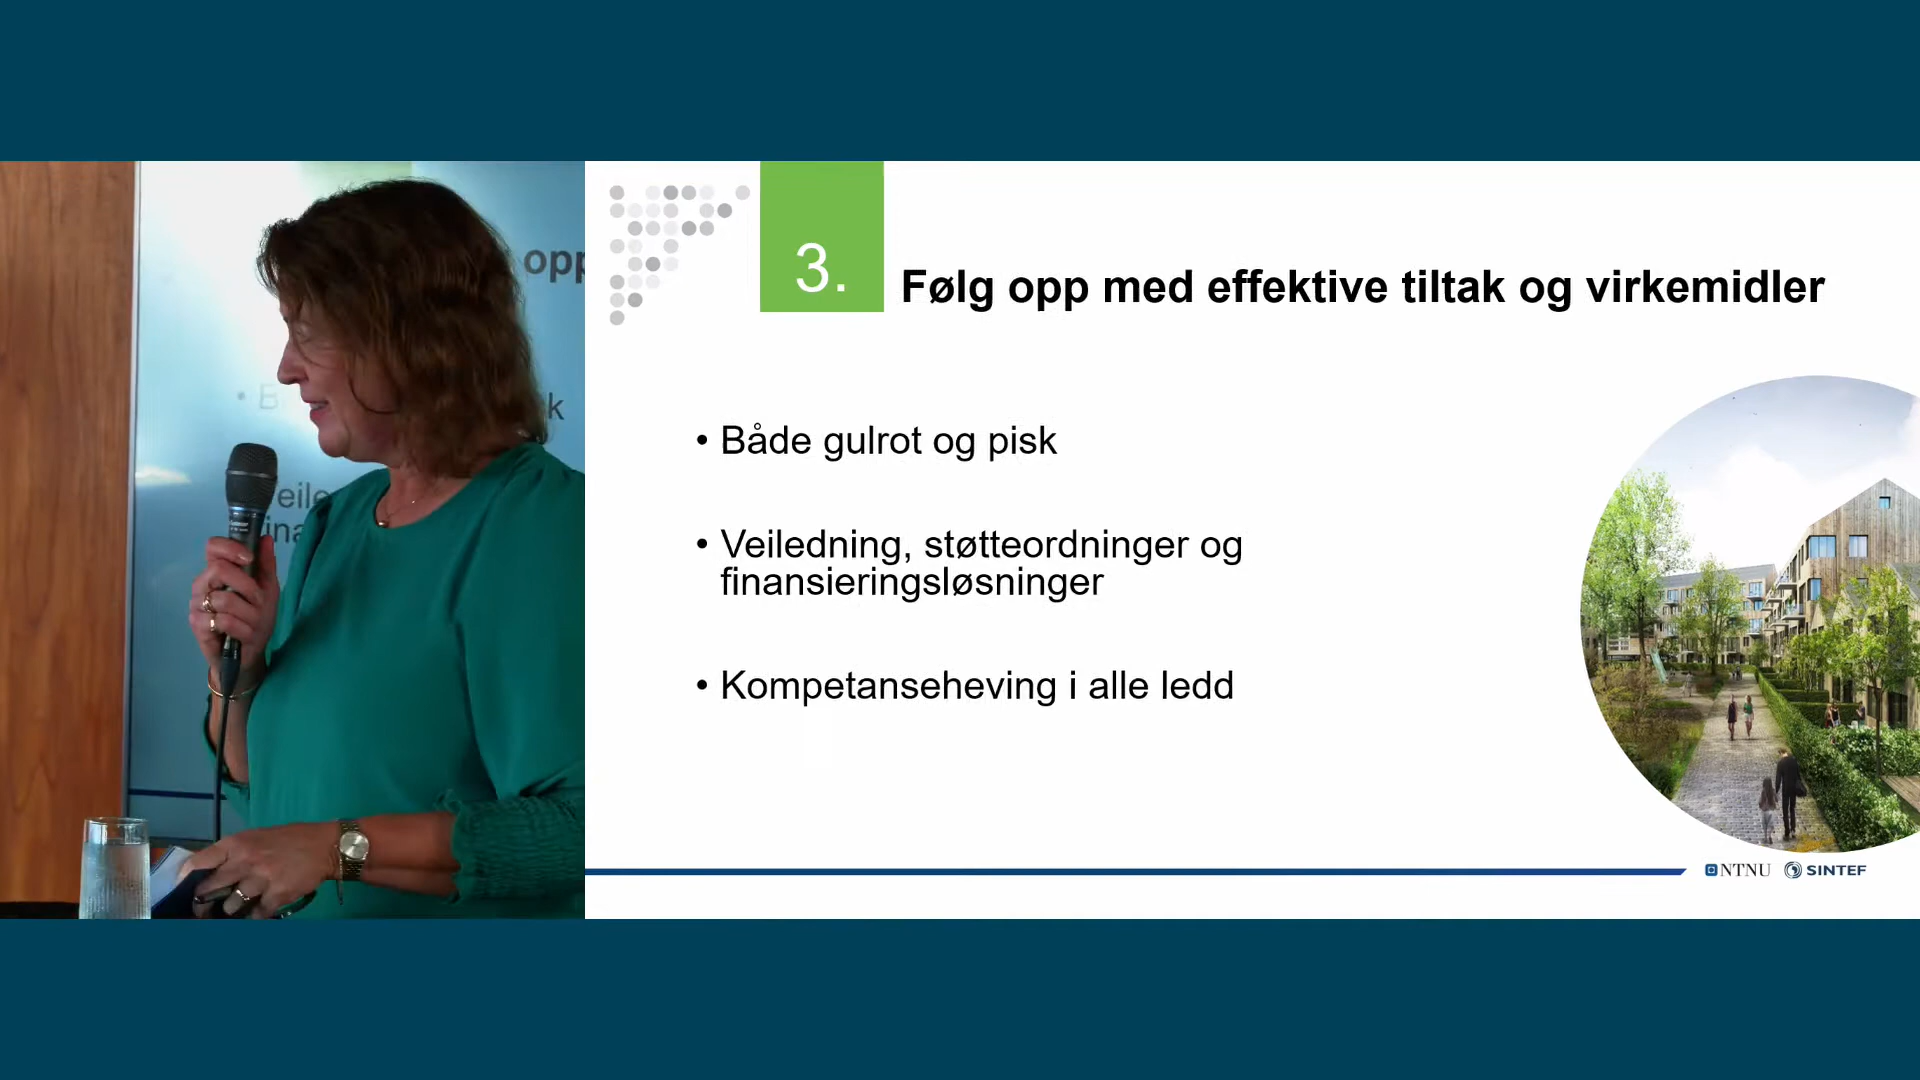 3.
Følg opp med effektive tiltak og virkemidler
• Både gulrot og pisk
• Veiledning, støtteordninger og
finansieringsløsninger
• Kompetanseheving i alle ledd
NTNU SINTEF
opp